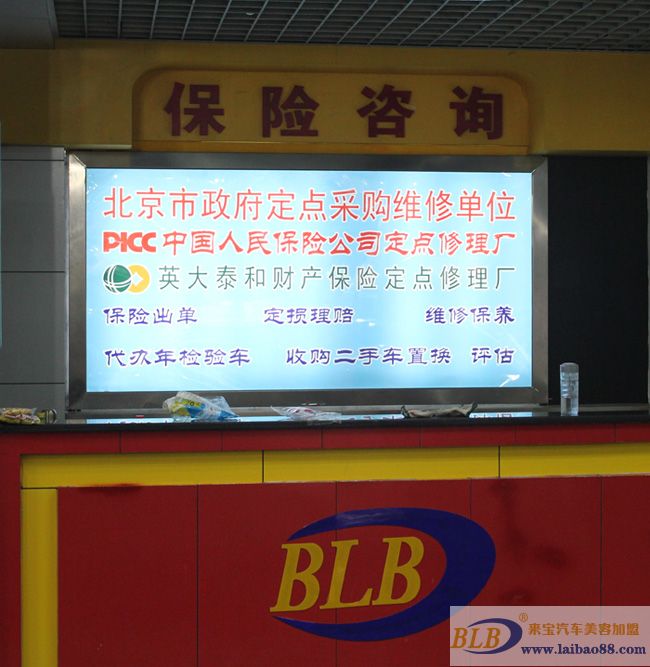 保险咨询
北京市政府定点采购维修单位
PICC中国人民保险公司定点修理厂
英大泰和财产保险定点修理厂
保险出单 定损理赔 维修保养
代办年检验车 收购二手车置换 评估
BLB
BLB® 来宝汽车美容加盟
www.laibao88.com